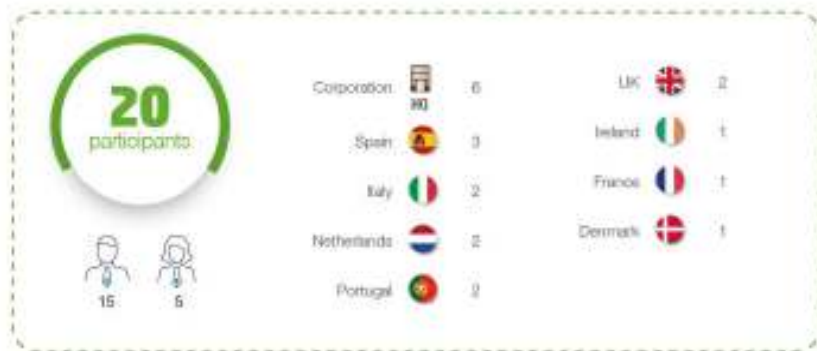 20
participants
15 5
Corporation HQ 6
Spain 3
Italy 2
Netherlands 2
Portugal 2
UK 2
Ireland 1
France 1
Denmark 1